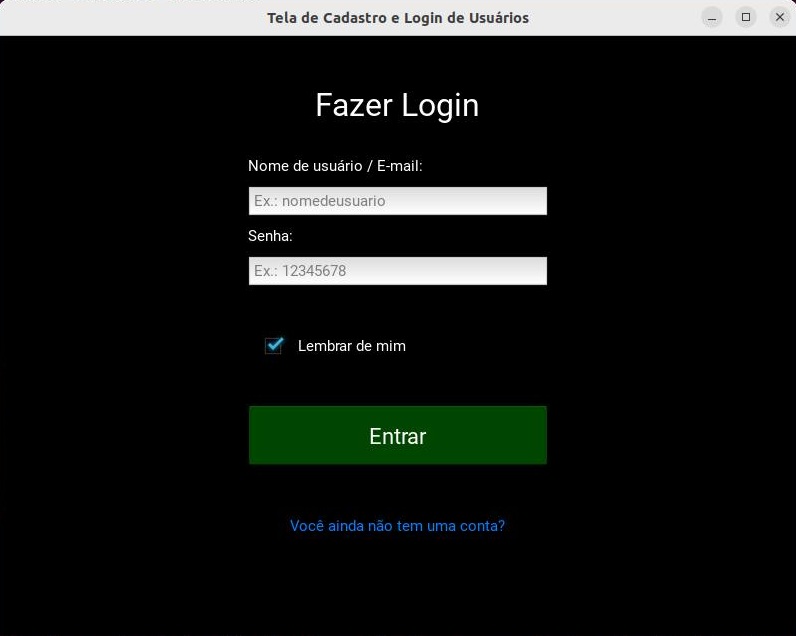 Tela de Cadastro e Login de Usuários
Fazer Login
Nome de usuário / E-mail:
Ex.: nomedeusuario
Senha:
Ex.: 12345678
Lembrar de mim
Entrar
Você ainda não tem uma conta?